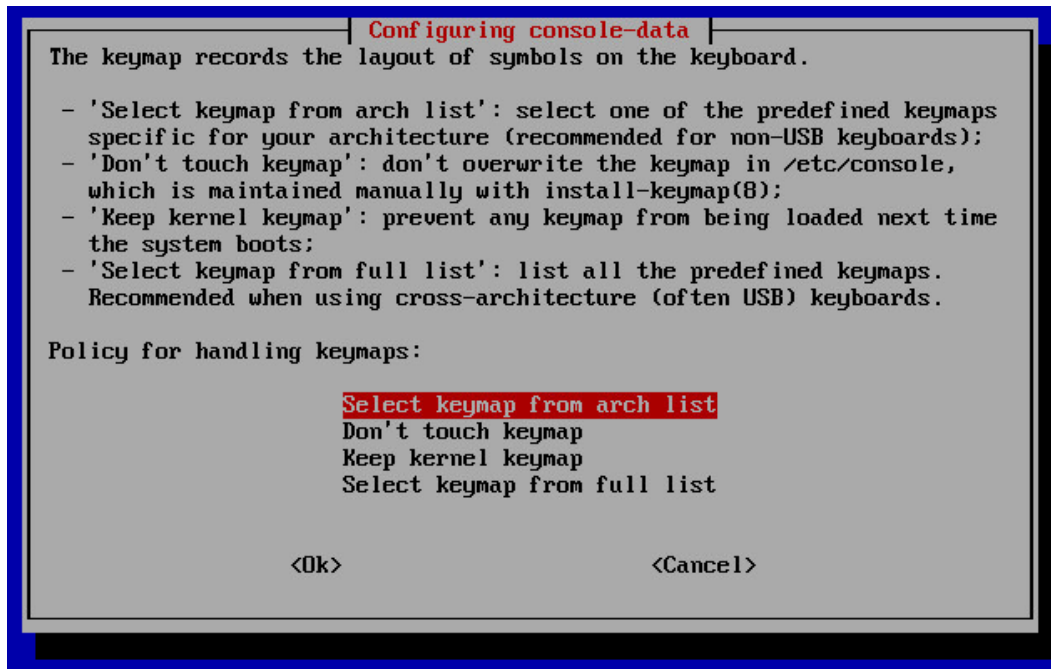 Configuring console-data
The keymap records the layout of symbols on the keyboard.
- 'Select keymap from arch list': select one of the predefined keymaps
specific for your architecture (recommended for non-USB keyboards);
- 'Don't touch keymap': don't overwrite the keymap in /etc/console,
which is maintained manually with install-keymap(8);
- 'Keep kernel keymap': prevent any keymap from being loaded next time
the system boots;
- 'Select keymap from full list': list all the predefined keymaps.
Recommended when using cross-architecture (often USB) keyboards.
Policy for handling keymaps:
Select keymap from arch list
Don't touch keymap
Keep kernel keymap
Select keymap from full list
<Ok> <Cancel>